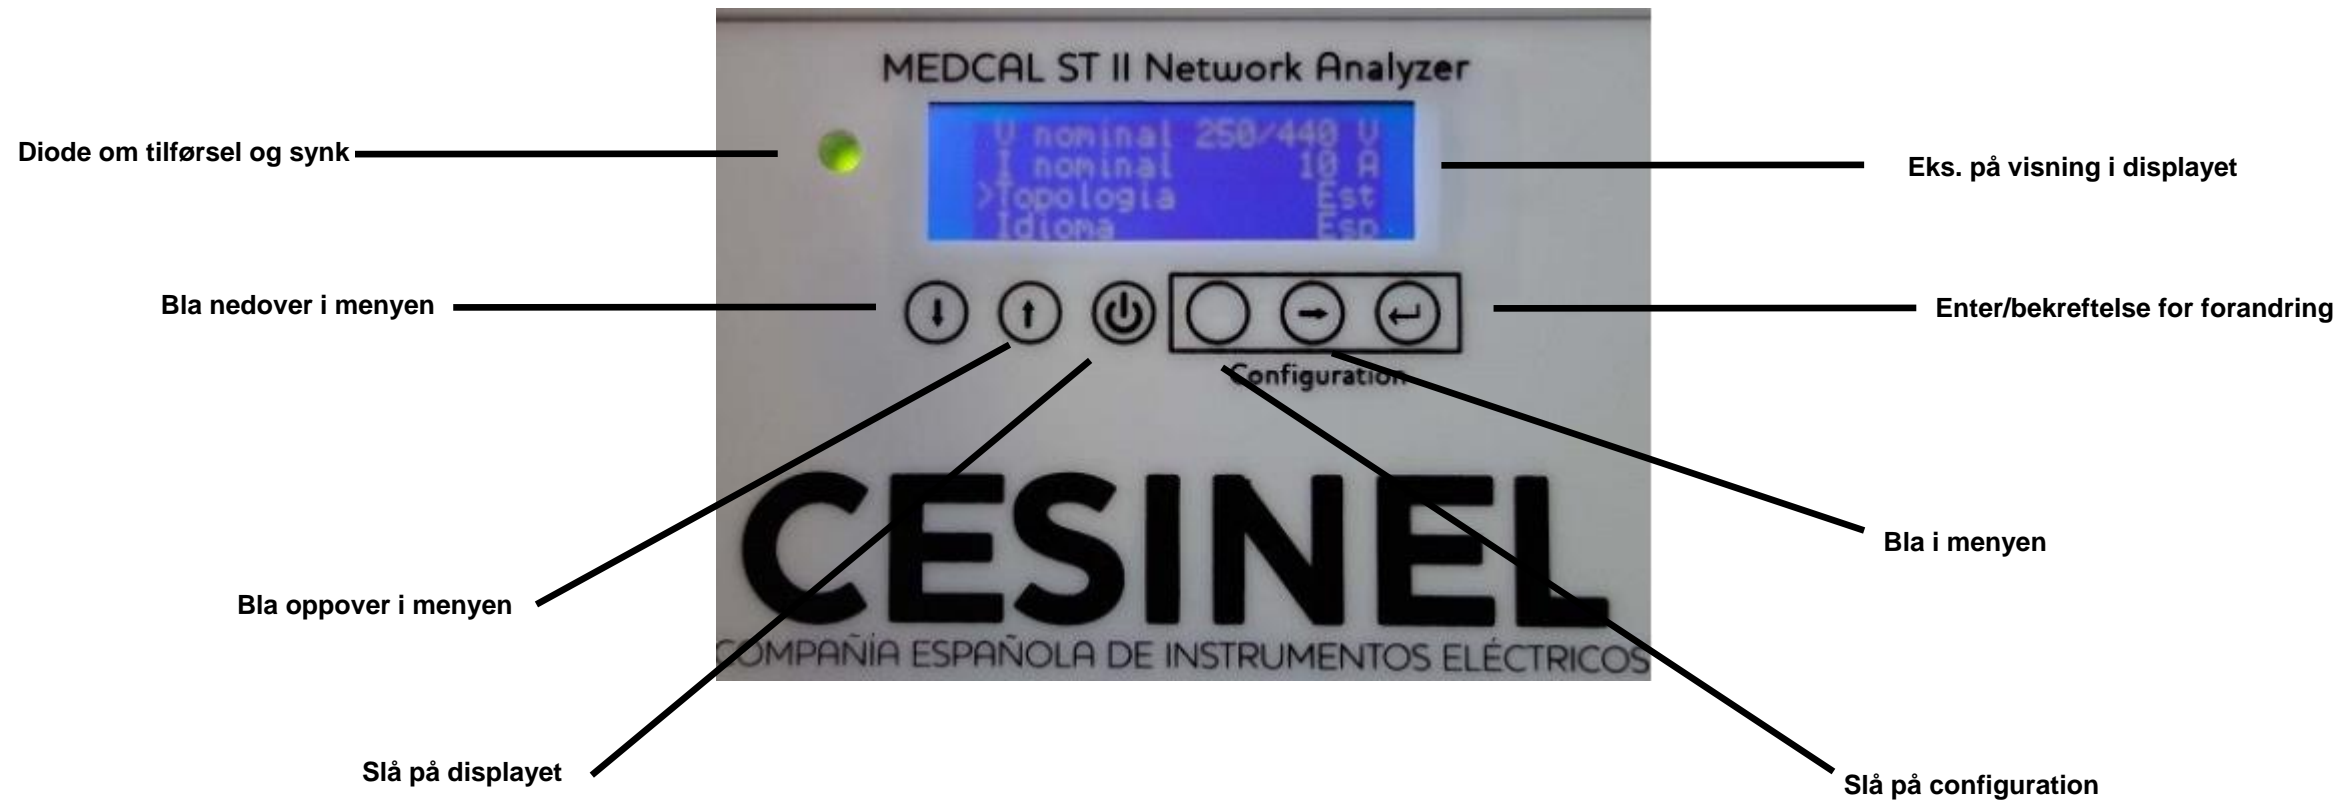 MEDCAL ST II Network Analyzer
Diode om tilførsel og synk
V nominal 250/440 V
I nominal 10 A
>Topologia Est
Idioma Esp
Eks. på visning i displayet
Bla nedover i menyen
Enter/bekreftelse for forandring
Configuration
CESINEL
Bla i menyen
Bla oppover i menyen
COMPAÑÍA ESPAÑOLA DE INSTRUMENTOS ELÉCTRICOS
Slå på displayet
Slå på configuration